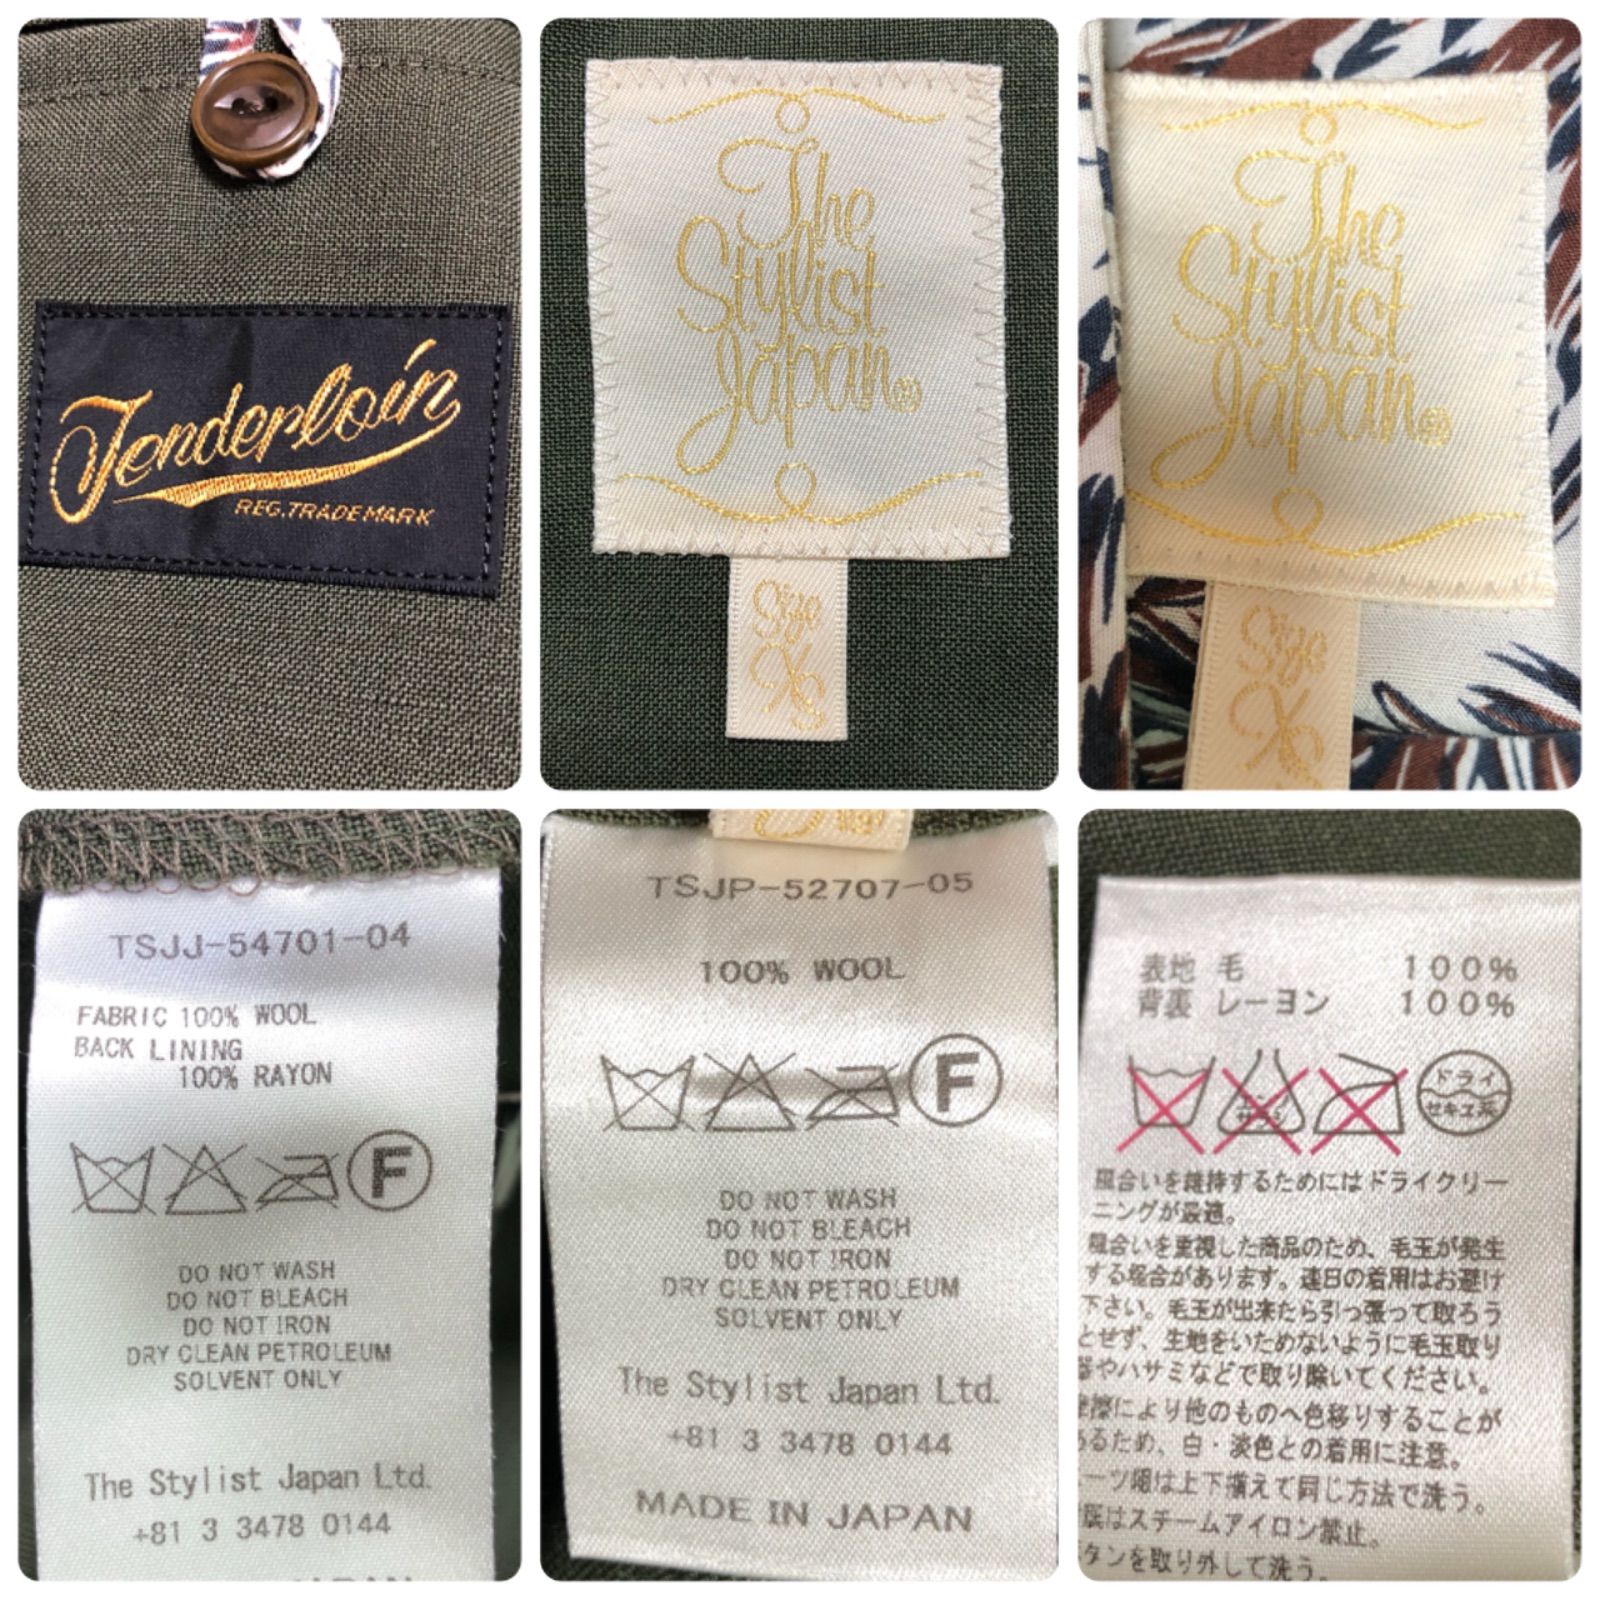 Tenderloin
REG.TRADEMARK
The
Stylist
Japan®
Size
Xs
The
Stylist
Japan®
Size
Xs
TSJJ-54701-04
FABRIC 100% WOOL
BACK LINING
100% RAYON
F
DO NOT WASH
DO NOT BLEACH
DO NOT IRON
DRY CLEAN PETROLEUM
SOLVENT ONLY
The Stylist Japan Ltd.
+81 3 3478 0144
TSJP-52707-05
100% WOOL
F
DO NOT WASH
DO NOT BLEACH
DO NOT IRON
DRY CLEAN PETROLEUM
SOLVENT ONLY
The Stylist Japan Ltd.
+81 3 3478 0144
MADE IN JAPAN
表地 毛 100%
背裏 レーヨン 100%
エンソ サラシ ドライ セキユ系
風合いを維持するためにはドライクリー
ニングが最適。
風合いを重視した商品のため、毛玉が発生
する場合があります。連日の着用はお避け
下さい。毛玉が出来たら引っ張って取ろう
とせず、生地をいためないように毛玉取り
器やハサミなどで取り除いてください。
摩擦により他のものへ色移りすることが
あるため、白・淡色との着用に注意。
スーツ類は上下揃えて同じ方法で洗う。
はスチームアイロン禁止。
ボタンを取り外して洗う。